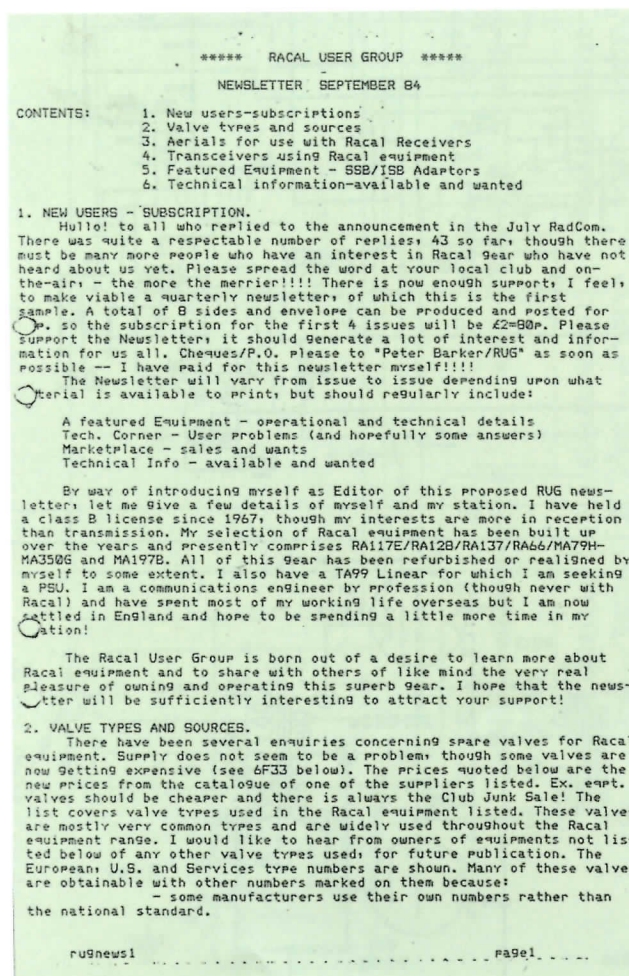 ***** RACAL USER GROUP *****
NEWSLETTER SEPTEMBER 84
CONTENTS: 1. New users-subscriptions
2. Valve types and sources
3. Aerials for use with Racal Receivers
4. Transceivers using Racal equipment
5. Featured Equipment - SSB/ISB Adaptors
6. Technical information-available and wanted
1. NEW USERS - SUBSCRIPTION.
Hullo! to all who replied to the announcement in the July RadCom.
There was quite a respectable number of replies, 43 so far, though there
must be many more people who have an interest in Racal gear who have not
heard about us yet. Please spread the word at your local club and on-
the-air, - the more the merrier!!!! There is now enough support, I feel,
to make viable a quarterly newsletter, of which this is the first
sample. A total of 8 sides and envelope can be produced and posted for
p. so the subscription for the first 4 issues will be £2=80p. Please
support the Newsletter, it should generate a lot of interest and infor-
mation for us all. Cheques/P.O. please to "Peter Barker/RUG" as soon as
possible -- I have paid for this newsletter myself!!!!
The Newsletter will vary from issue to issue depending upon what
terial is available to print, but should regularly include:
A featured Equipment - operational and technical details
Tech. Corner - User problems (and hopefully some answers)
Marketplace - sales and wants
Technical Info - available and wanted
By way of introducing myself as Editor of this proposed RUG news-
letter, let me give a few details of myself and my station. I have held
a class B license since 1967, though my interests are more in reception
than transmission. My selection of Racal equipment has been built up
over the years and presently comprises RA117E/RA128/RA137/RA66/MA79H-
MA350G and MA197B. All of this gear has been refurbished or realigned by
myself to some extent. I also have a TA99 Linear for which I am seeking
a PSU. I am a communications engineer by profession (though never with
Racal) and have spent most of my working life overseas but I am now
settled in England and hope to be spending a little more time in my
ation!
The Racal User Group is born out of a desire to learn more about
Racal equipment and to share with others of like mind the very real
pleasure of owning and operating this superb gear. I hope that the news-
tter will be sufficiently interesting to attract your support!
2. VALVE TYPES AND SOURCES.
There have been several enquiries concerning spare valves for Racal
equipment. Supply does not seem to be a problem, though some valves are
now getting expensive (see 6F33 below). The prices quoted below are the
new prices from the catalogue of one of the suppliers listed. Ex. eqpt.
valves should be cheaper and there is always the Club Junk Sale! The
list covers valve types used in the Racal equipment listed. These valve
are mostly very common types and are widely used throughout the Racal
equipment range. I would like to hear from owners of equipments not lis
ted below of any other valve types used, for future publication. The
European, U.S. and Services type numbers are shown. Many of these valve
are obtainable with other numbers marked on them because:
- some manufacturers use their own numbers rather than
the national standard.
rugnews1 page1